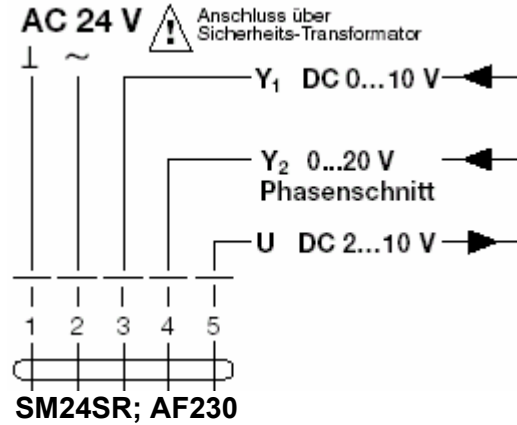 AC 24 V
Anschluss über
Sicherheits-Transformator
⊥ ~
Y₁ DC 0...10 V
Y₂ 0...20 V
Phasenschnitt
U DC 2...10 V
1 2 3 4 5
SM24SR; AF230